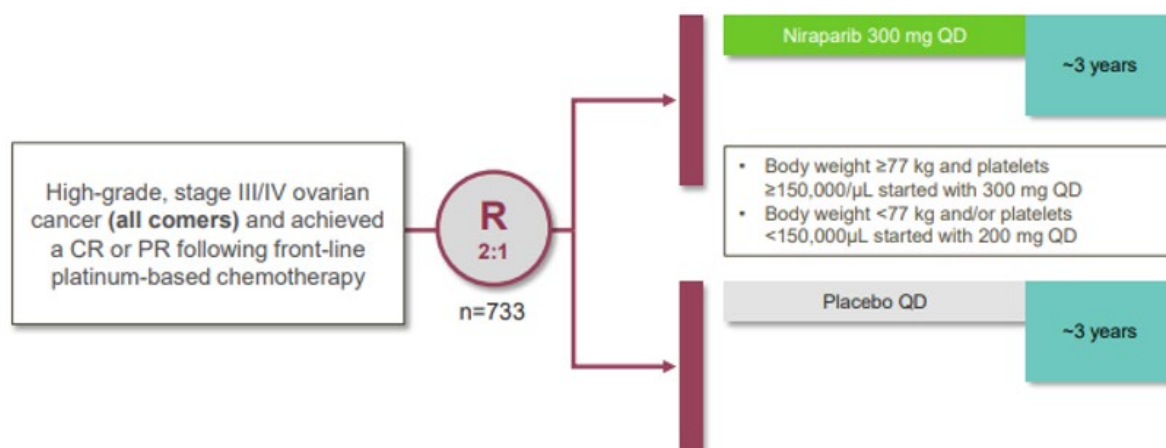 High-grade, stage III/IV ovarian
cancer (all comers) and achieved
a CR or PR following front-line
platinum-based chemotherapy
R
2:1
n=733
Niraparib 300 mg QD
~3 years
• Body weight ≥77 kg and platelets
≥150,000/μL started with 300 mg QD
• Body weight <77 kg and/or platelets
<150,000μL started with 200 mg QD
Placebo QD
~3 years